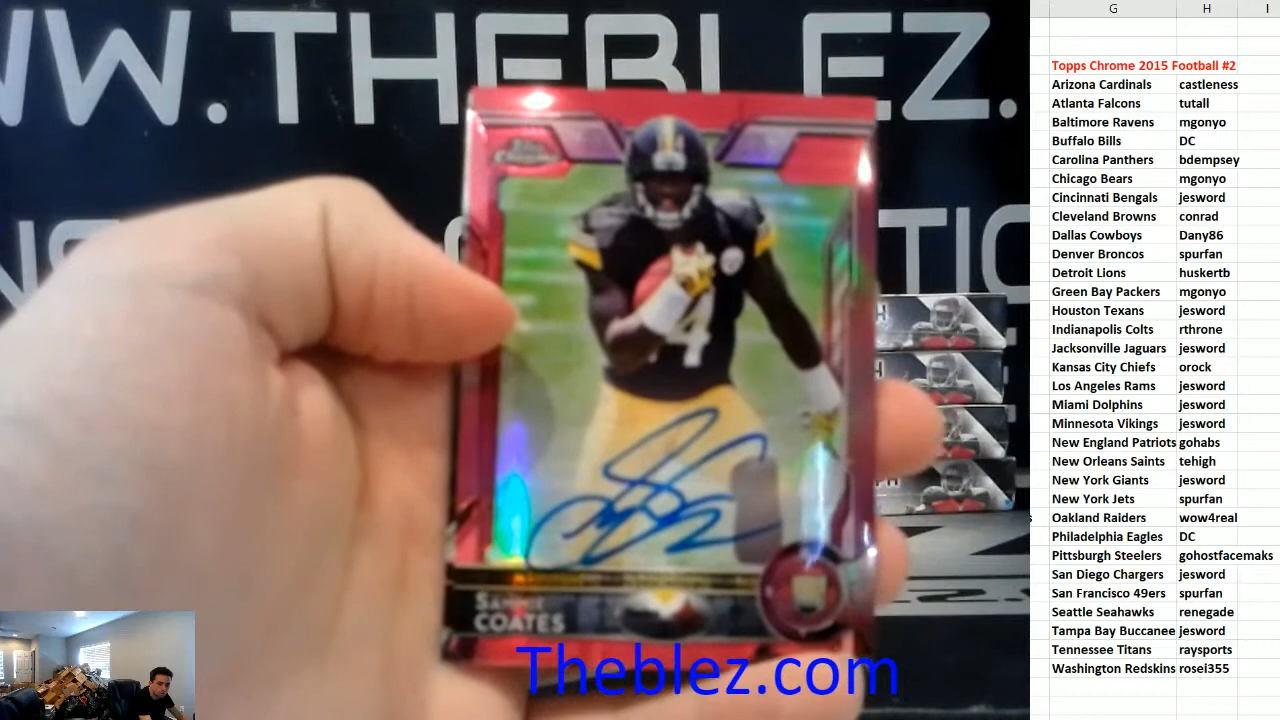 WW.THEBLEZ.
Topps
Chrome
4
SAMMIE
COATES
Theblez.com
G H I
Topps Chrome 2015 Football #2
Arizona Cardinals castleness
Atlanta Falcons tutall
Baltimore Ravens mgonyo
Buffalo Bills DC
Carolina Panthers bdempsey
Chicago Bears mgonyo
Cincinnati Bengals jesword
Cleveland Browns conrad
Dallas Cowboys Dany86
Denver Broncos spurfan
Detroit Lions huskertb
Green Bay Packers mgonyo
Houston Texans jesword
Indianapolis Colts rthrone
Jacksonville Jaguars jesword
Kansas City Chiefs orock
Los Angeles Rams jesword
Miami Dolphins jesword
Minnesota Vikings jesword
New England Patriots gohabs
New Orleans Saints tehigh
New York Giants jesword
New York Jets spurfan
Oakland Raiders wow4real
Philadelphia Eagles DC
Pittsburgh Steelers gohostfacemaks
San Diego Chargers jesword
San Francisco 49ers spurfan
Seattle Seahawks renegade
Tampa Bay Buccanee jesword
Tennessee Titans raysports
Washington Redskins rosei355